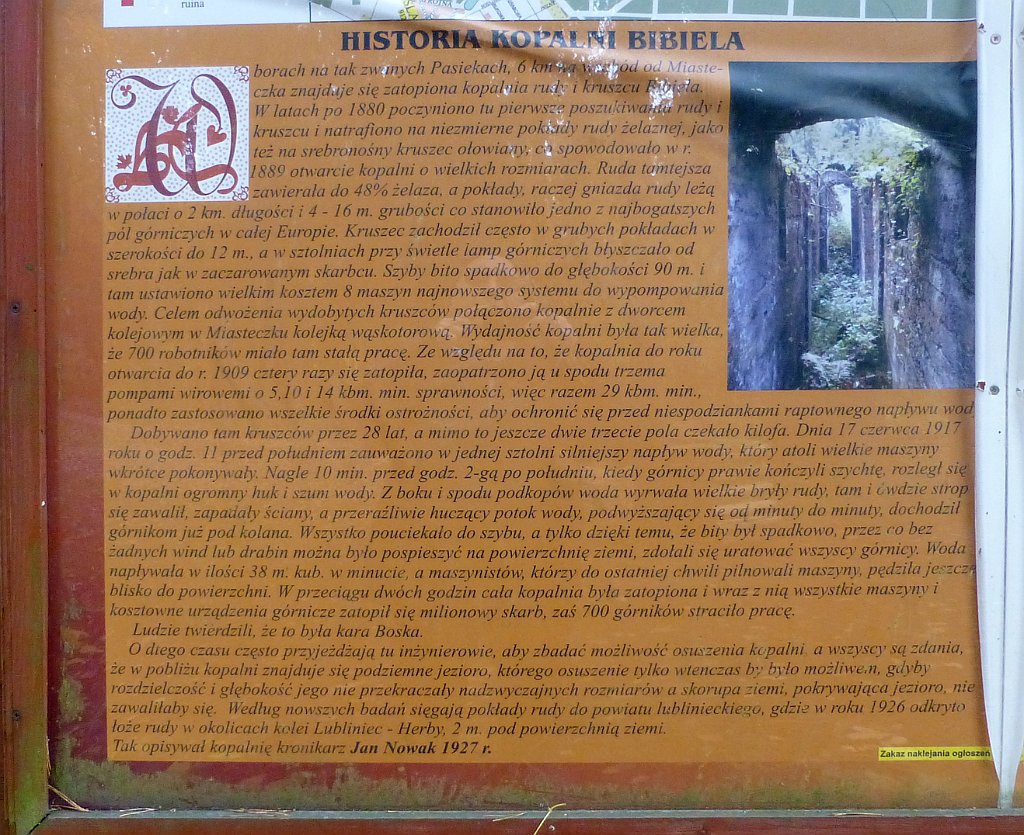 ruina
HISTORIA KOPALNI BIBIELA
W borach na tak zwanych Pasiekach, 6 km na wschód od Miaste-
czka znajduje się zatopiona kopalnia rudy i kruszcu Bibiela.
W latach po 1880 poczyniono tu pierwsze poszukiwania rudy i
kruszcu i natrafiono na niezmierne pokłady rudy żelaznej, jako
też na srebronośny kruszec ołowiany, co spowodowało w r.
1889 otwarcie kopalni o wielkich rozmiarach. Ruda tamtejsza
zawierała do 48% żelaza, a pokłady, raczej gniazda rudy leżą
w połaci o 2 km. długości i 4 - 16 m. grubości co stanowiło jedno z najbogatszych
pól górniczych w całej Europie. Kruszec zachodził często w grubych pokładach w
szerokości do 12 m., a w sztolniach przy świetle lamp górniczych błyszczało od
srebra jak w zaczarowanym skarbcu. Szyby bito spadkowo do głębokości 90 m. i
tam ustawiono wielkim kosztem 8 maszyn najnowszego systemu do wypompowania
wody. Celem odwożenia wydobytych kruszców połączono kopalnie z dworcem
kolejowym w Miasteczku kolejką wąskotorową. Wydajność kopalni była tak wielka,
że 700 robotników miało tam stałą pracę. Ze względu na to, że kopalnia do roku
otwarcia do r. 1909 cztery razy się zatopiła, zaopatrzono ją u spodu trzema
pompami wirowemi o 5,10 i 14 kbm. min. sprawności, więc razem 29 kbm. min.,
ponadto zastosowano wszelkie środki ostrożności, aby ochronić się przed niespodziankami raptownego napływu wod
Dobywano tam kruszców przez 28 lat, a mimo to jeszcze dwie trzecie pola czekało kilofa. Dnia 17 czerwca 1917
roku o godz. 11 przed południem zauważono w jednej sztolni silniejszy napływ wody, który atoli wielkie maszyny
wkrótce pokonywały. Nagle 10 min. przed godz. 2-gą po południu, kiedy górnicy prawie kończyli szychtę, rozległ się
w kopalni ogromny huk i szum wody. Z boku i spodu podkopów woda wyrwała wielkie bryły rudy, tam i ówdzie strop
się zawalił, zapadały ściany, a przeraźliwie huczący potok wody, podwyższający się od minuty do minuty, dochodził
górnikom już pod kolana. Wszystko pouciekało do szybu, a tylko dzięki temu, że bity był spadkowo, przez co bez
żadnych wind lub drabin można było pospieszyć na powierzchnię ziemi, zdołali się uratować wszyscy górnicy. Woda
napływała w ilości 38 m. kub. w minucie, a maszynistów, którzy do ostatniej chwili pilnowali maszyny, pędziła jeszcze
blisko do powierzchni. W przeciągu dwóch godzin cała kopalnia była zatopiona i wraz z nią wszystkie maszyny i
kosztowne urządzenia górnicze zatopił się milionowy skarb, zaś 700 górników straciło pracę.
Ludzie twierdzili, że to była kara Boska.
O dłego czasu często przyjeżdżają tu inżynierowie, aby zbadać możliwość osuszenia kopalni, a wszyscy są zdania,
że w pobliżu kopalni znajduje się podziemne jezioro, którego osuszenie tylko wtenczas by było możliwem, gdyby
rozdzielczość i głębokość jego nie przekraczały nadzwyczajnych rozmiarów a skorupa ziemi, pokrywająca jezioro, nie
zawaliłaby się. Według nowszych badań sięgają pokłady rudy do powiatu lublinieckiego, gdzie w roku 1926 odkryto
łoże rudy w okolicach kolei Lubliniec - Herby, 2 m. pod powierzchnią ziemi.
Tak opisywał kopalnię kronikarz Jan Nowak 1927 r.
Zakaz naklejania ogłoszeń